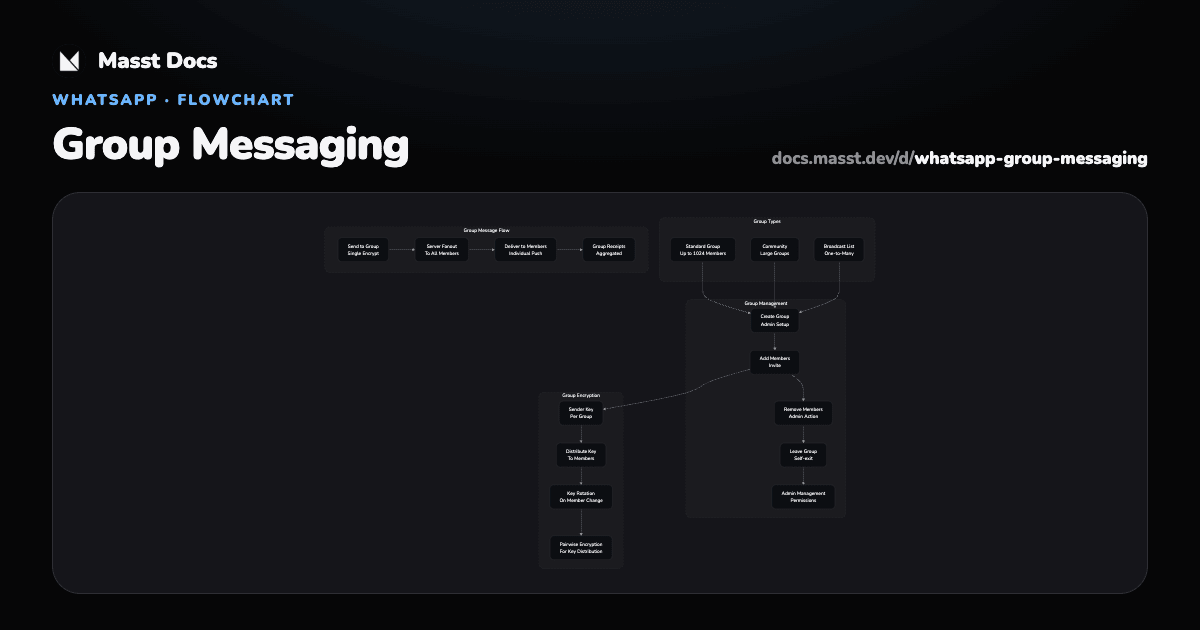 Masst Docs
WHATSAPP · FLOWCHART
Group Messaging
docs.masst.dev/d/whatsapp-group-messaging
Group Message Flow
Send to Group
Single Encrypt
Server Fanout
To All Members
Deliver to Members
Individual Push
Group Receipts
Aggregated
Group Types
Standard Group
Up to 1024 Members
Community
Large Groups
Broadcast List
One-to-Many
Group Management
Create Group
Admin Setup
Add Members
Invite
Remove Members
Admin Action
Leave Group
Self-exit
Admin Management
Permissions
Group Encryption
Sender Key
Per Group
Distribute Key
To Members
Key Rotation
On Member Change
Pairwise Encryption
For Key Distribution